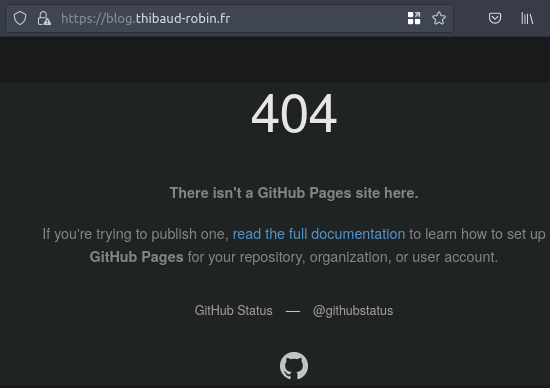 https://blog.thibaud-robin.fr
404
There isn't a GitHub Pages site here.
If you're trying to publish one, read the full documentation to learn how to set up
GitHub Pages for your repository, organization, or user account.
GitHub Status — @githubstatus